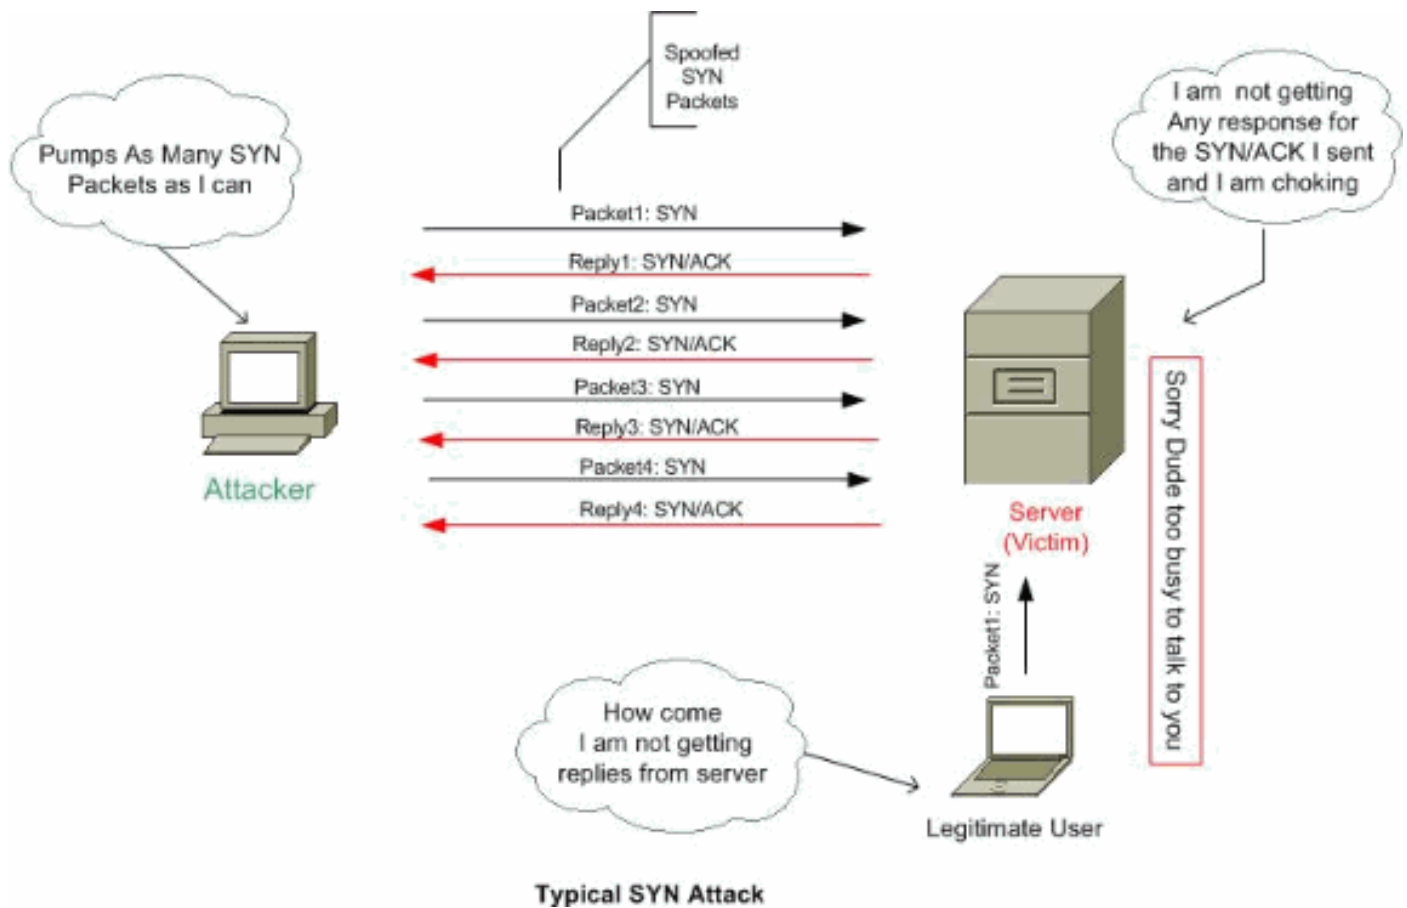 Spoofed
SYN
Packets
Pumps As Many SYN
Packets as I can
I am not getting
Any response for
the SYN/ACK I sent
and I am choking
Packet1: SYN
Reply1: SYN/ACK
Packet2: SYN
Reply2: SYN/ACK
Packet3: SYN
Reply3: SYN/ACK
Packet4: SYN
Reply4: SYN/ACK
Attacker
Server
(Victim)
Sorry Dude too busy to talk to you
Packet1: SYN
How come
I am not getting
replies from server
Legitimate User
Typical SYN Attack